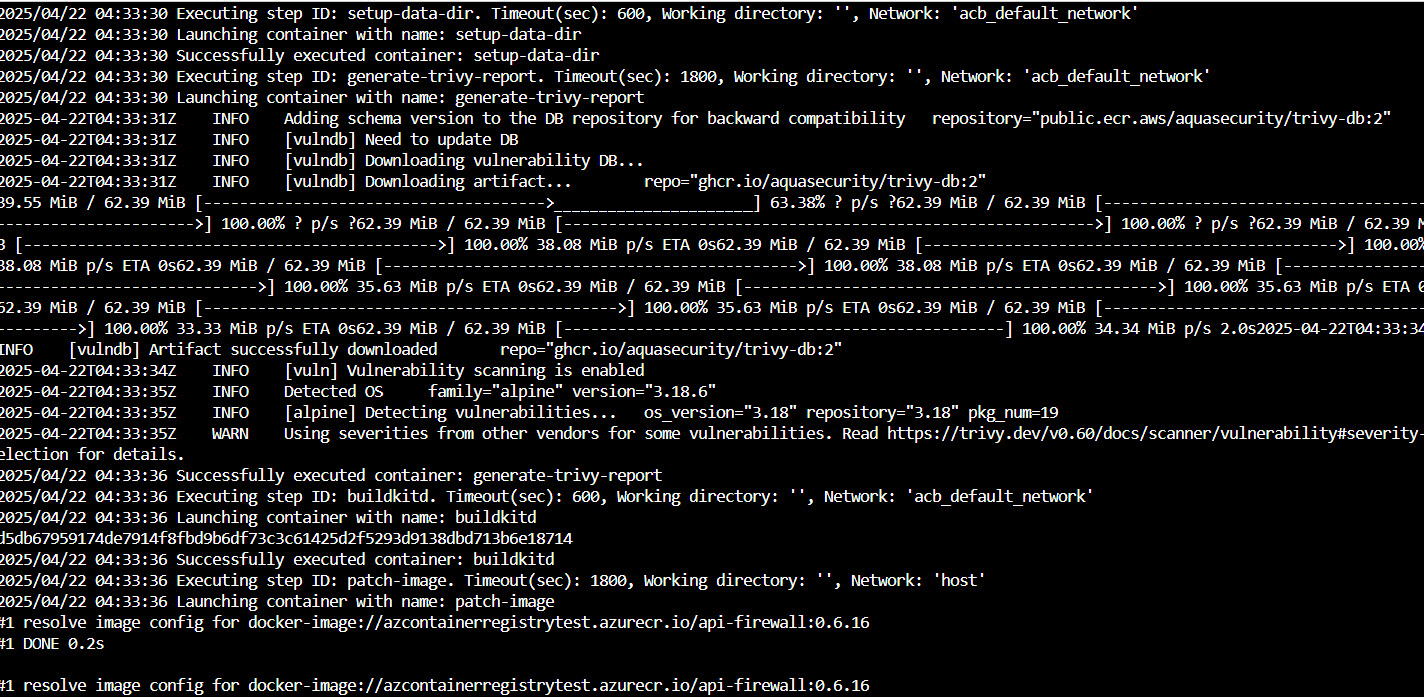 2025/04/22 04:33:30 Executing step ID: setup-data-dir. Timeout(sec): 600, Working directory: '', Network: 'acb_default_network'
2025/04/22 04:33:30 Launching container with name: setup-data-dir
2025/04/22 04:33:30 Successfully executed container: setup-data-dir
2025/04/22 04:33:30 Executing step ID: generate-trivy-report. Timeout(sec): 1800, Working directory: '', Network: 'acb_default_network'
2025/04/22 04:33:30 Launching container with name: generate-trivy-report
2025-04-22T04:33:31Z INFO Adding schema version to the DB repository for backward compatibility repository="public.ecr.aws/aquasecurity/trivy-db:2"
2025-04-22T04:33:31Z INFO [vulndb] Need to update DB
2025-04-22T04:33:31Z INFO [vulndb] Downloading vulnerability DB...
2025-04-22T04:33:31Z INFO [vulndb] Downloading artifact... repo="ghcr.io/aquasecurity/trivy-db:2"
39.55 MiB / 62.39 MiB [-------------------------------------->______________________] 63.38% ? p/s ?62.39 MiB / 62.39 MiB [-----------------------------------
---------------------->] 100.00% ? p/s ?62.39 MiB / 62.39 MiB [----------------------------------------------------------->] 100.00% ? p/s ?62.39 MiB / 62.39 M
B [---------------------------------------------->] 100.00% 38.08 MiB p/s ETA 0s62.39 MiB / 62.39 MiB [---------------------------------------------->] 100.00%
38.08 MiB p/s ETA 0s62.39 MiB / 62.39 MiB [---------------------------------------------->] 100.00% 38.08 MiB p/s ETA 0s62.39 MiB / 62.39 MiB [---------------
----------------------------->] 100.00% 35.63 MiB p/s ETA 0s62.39 MiB / 62.39 MiB [---------------------------------------------->] 100.00% 35.63 MiB p/s ETA 0
62.39 MiB / 62.39 MiB [---------------------------------------------->] 100.00% 35.63 MiB p/s ETA 0s62.39 MiB / 62.39 MiB [-----------------------------------
--------->] 100.00% 33.33 MiB p/s ETA 0s62.39 MiB / 62.39 MiB [-------------------------------------------------] 100.00% 34.34 MiB p/s 2.0s2025-04-22T04:33:34
INFO [vulndb] Artifact successfully downloaded repo="ghcr.io/aquasecurity/trivy-db:2"
2025-04-22T04:33:34Z INFO [vuln] Vulnerability scanning is enabled
2025-04-22T04:33:35Z INFO Detected OS family="alpine" version="3.18.6"
2025-04-22T04:33:35Z INFO [alpine] Detecting vulnerabilities... os_version="3.18" repository="3.18" pkg_num=19
2025-04-22T04:33:35Z WARN Using severities from other vendors for some vulnerabilities. Read https://trivy.dev/v0.60/docs/scanner/vulnerability#severity-
election for details.
2025/04/22 04:33:36 Successfully executed container: generate-trivy-report
2025/04/22 04:33:36 Executing step ID: buildkitd. Timeout(sec): 600, Working directory: '', Network: 'acb_default_network'
2025/04/22 04:33:36 Launching container with name: buildkitd
d5db67959174de7914f8fbd9b6df73c3c61425d2f5293d9138dbd713b6e18714
2025/04/22 04:33:36 Successfully executed container: buildkitd
2025/04/22 04:33:36 Executing step ID: patch-image. Timeout(sec): 1800, Working directory: '', Network: 'host'
2025/04/22 04:33:36 Launching container with name: patch-image
#1 resolve image config for docker-image://azcontainerregistrytest.azurecr.io/api-firewall:0.6.16
#1 DONE 0.2s
#1 resolve image config for docker-image://azcontainerregistrytest.azurecr.io/api-firewall:0.6.16